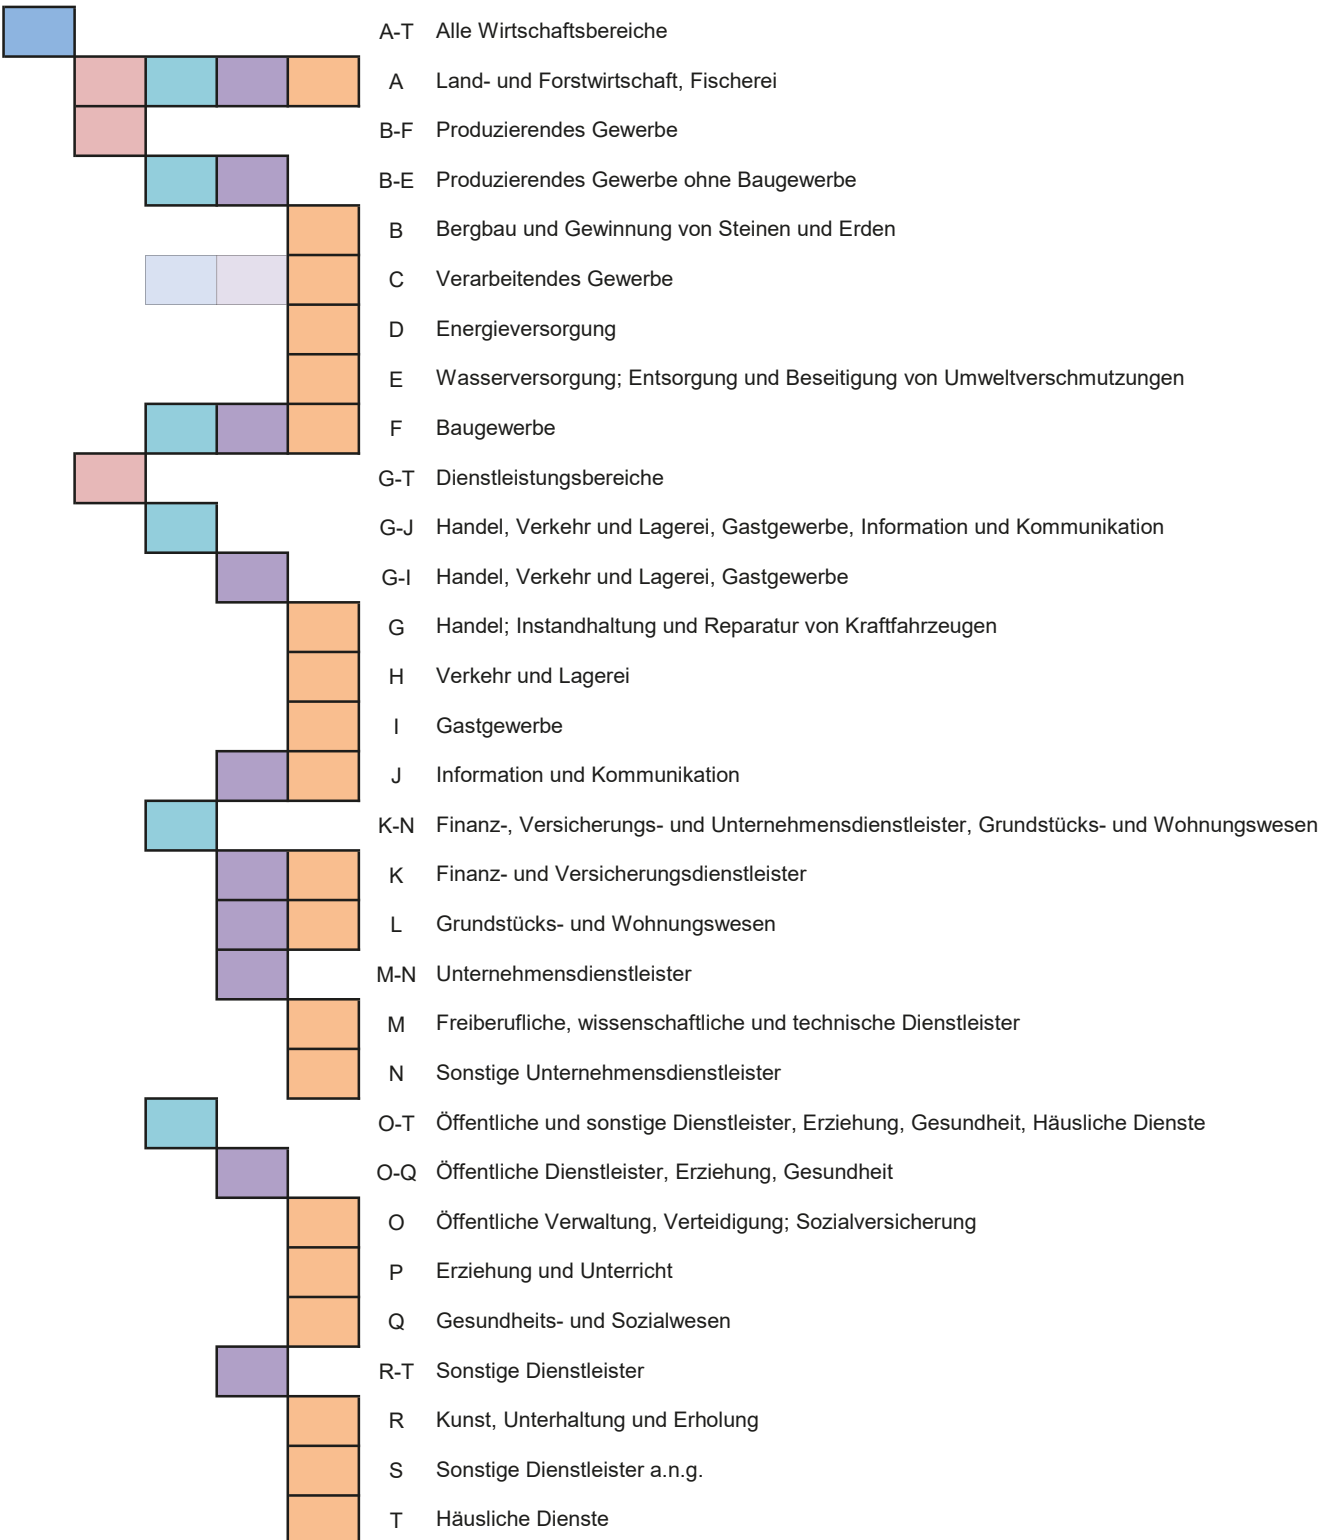 A-T Alle Wirtschaftsbereiche
A Land- und Forstwirtschaft, Fischerei
B-F Produzierendes Gewerbe
B-E Produzierendes Gewerbe ohne Baugewerbe
B Bergbau und Gewinnung von Steinen und Erden
C Verarbeitendes Gewerbe
D Energieversorgung
E Wasserversorgung; Entsorgung und Beseitigung von Umweltverschmutzungen
F Baugewerbe
G-T Dienstleistungsbereiche
G-J Handel, Verkehr und Lagerei, Gastgewerbe, Information und Kommunikation
G-I Handel, Verkehr und Lagerei, Gastgewerbe
G Handel; Instandhaltung und Reparatur von Kraftfahrzeugen
H Verkehr und Lagerei
I Gastgewerbe
J Information und Kommunikation
K-N Finanz-, Versicherungs- und Unternehmensdienstleister, Grundstücks- und Wohnungswesen
K Finanz- und Versicherungsdienstleister
L Grundstücks- und Wohnungswesen
M-N Unternehmensdienstleister
M Freiberufliche, wissenschaftliche und technische Dienstleister
N Sonstige Unternehmensdienstleister
O-T Öffentliche und sonstige Dienstleister, Erziehung, Gesundheit, Häusliche Dienste
O-Q Öffentliche Dienstleister, Erziehung, Gesundheit
O Öffentliche Verwaltung, Verteidigung; Sozialversicherung
P Erziehung und Unterricht
Q Gesundheits- und Sozialwesen
R-T Sonstige Dienstleister
R Kunst, Unterhaltung und Erholung
S Sonstige Dienstleister a.n.g.
T Häusliche Dienste